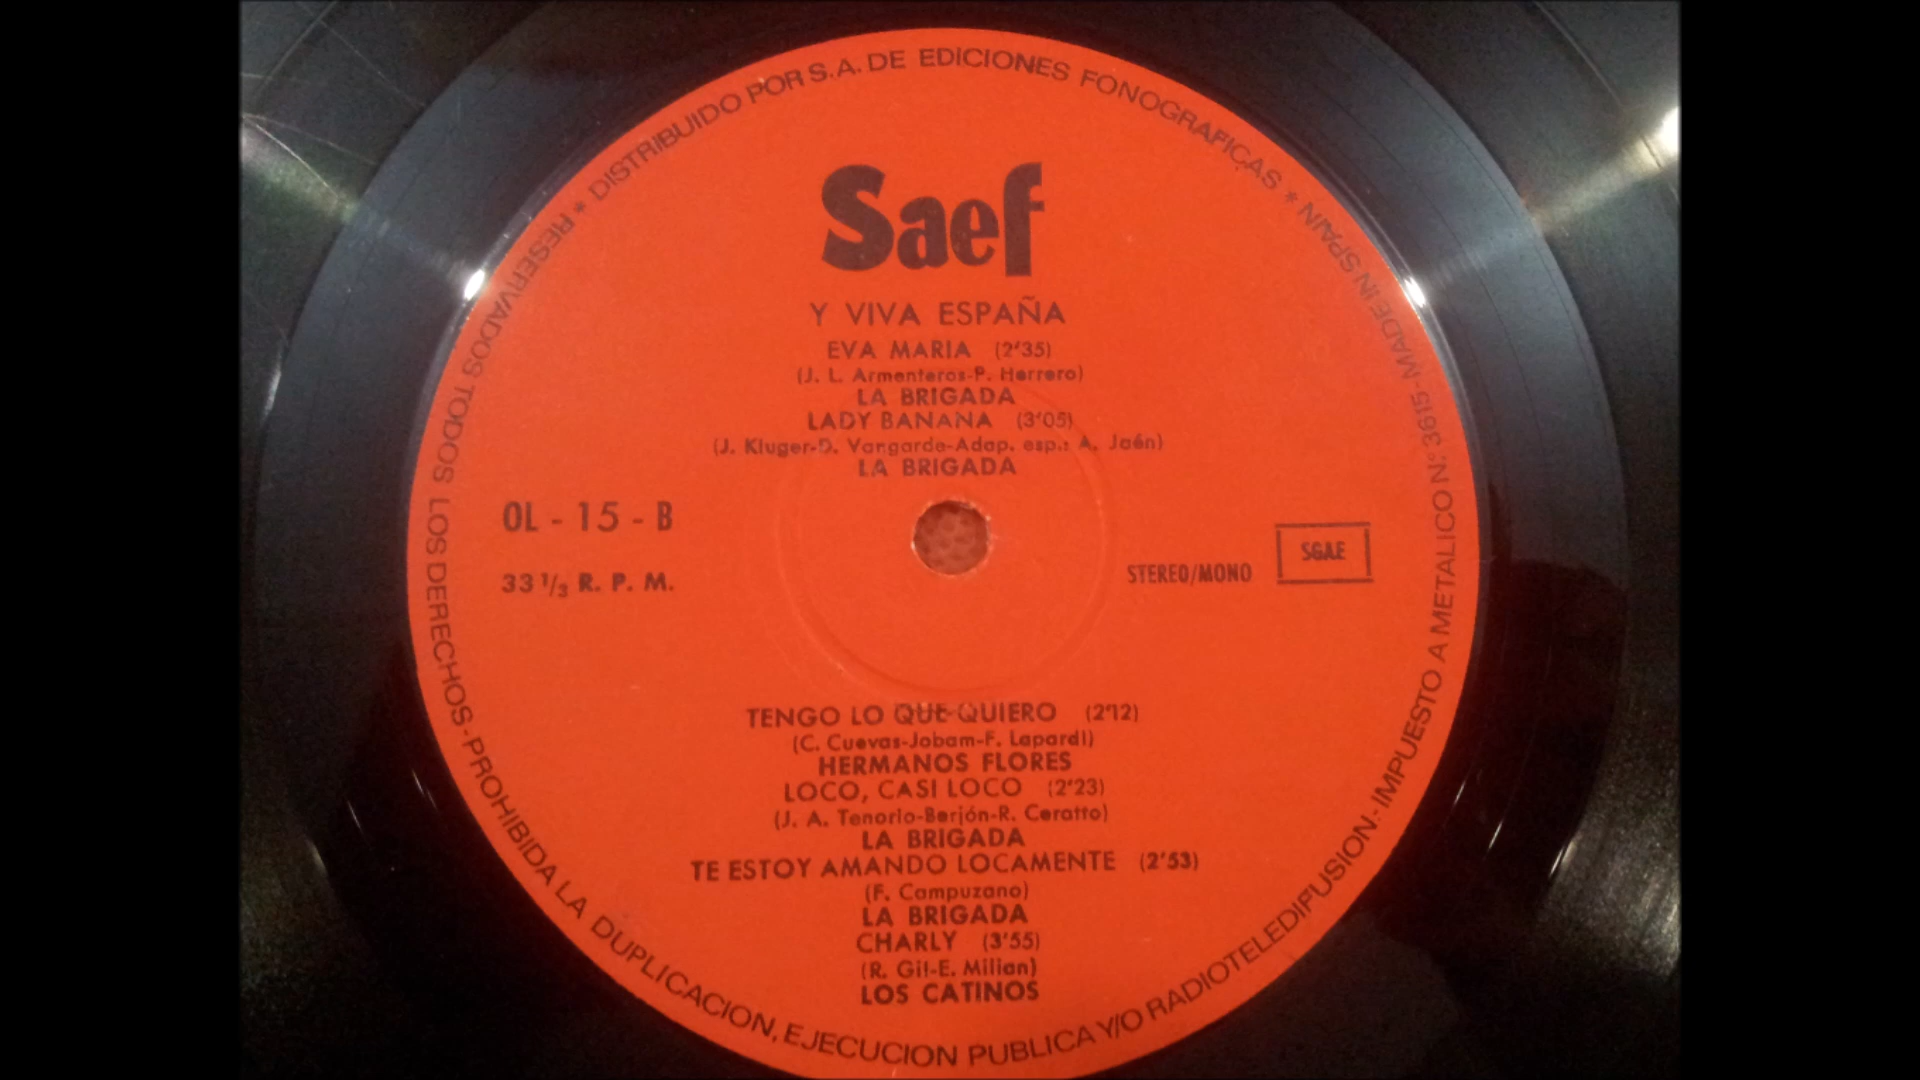 RESERVADOS TODOS LOS DERECHOS-PROHIBIDA LA DUPLICACION, EJECUCION PUBLICA Y/O RADIOTELEDIFUSION.-IMPUESTO A METALICO N.º 3615-MADE IN SPAIN
* DISTRIBUIDO POR S.A. DE EDICIONES FONOGRAFICAS *
Saef
Y VIVA ESPAÑA
EVA MARIA (2'35)
(J. L. Armenteros-P. Herrero)
LA BRIGADA
LADY BANANA (3'05)
(J. Kluger-D. Vangarde-Adap. esp.: A. Jaén)
LA BRIGADA
OL - 15 - B
33 1/3 R. P. M.
STEREO/MONO
SGAE
TENGO LO QUE QUIERO (2'12)
(C. Cuevas-Jobam-F. Lapardi)
HERMANOS FLORES
LOCO, CASI LOCO (2'23)
(J. A. Tenorio-Berjón-R. Ceratto)
LA BRIGADA
TE ESTOY AMANDO LOCAMENTE (2'53)
(F. Campuzano)
LA BRIGADA
CHARLY (3'55)
(R. Gil-E. Milian)
LOS CATINOS